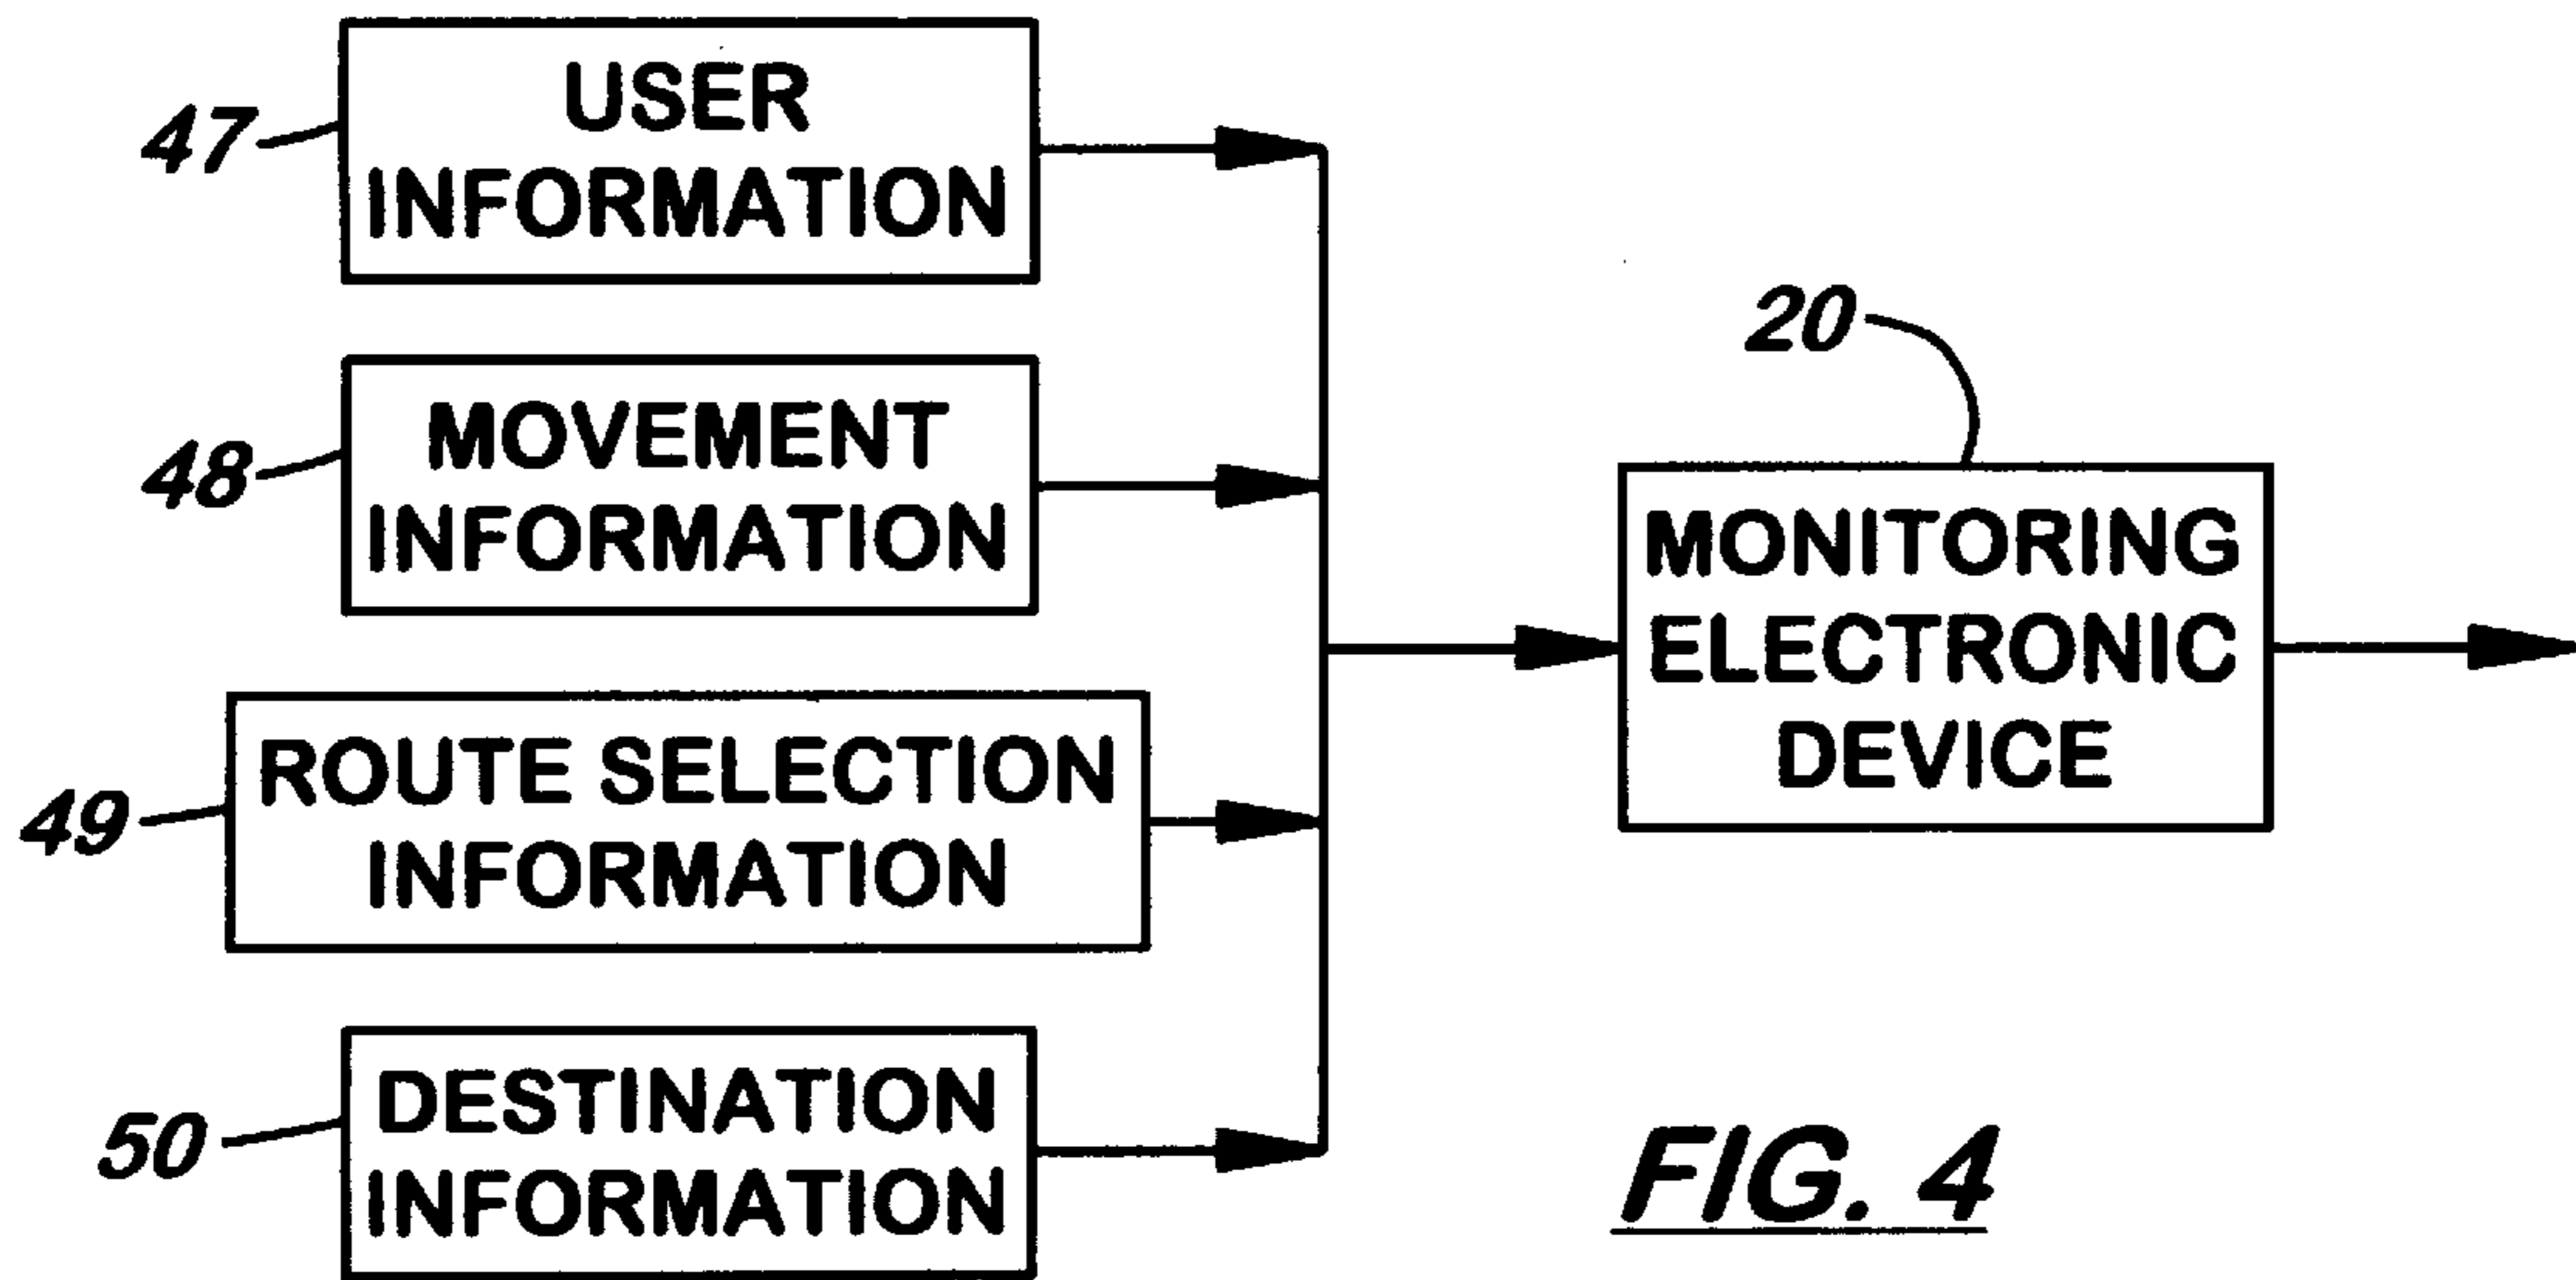 47
USER
INFORMATION
48
MOVEMENT
INFORMATION
49
ROUTE SELECTION
INFORMATION
50
DESTINATION
INFORMATION
20
MONITORING
ELECTRONIC
DEVICE
FIG. 4